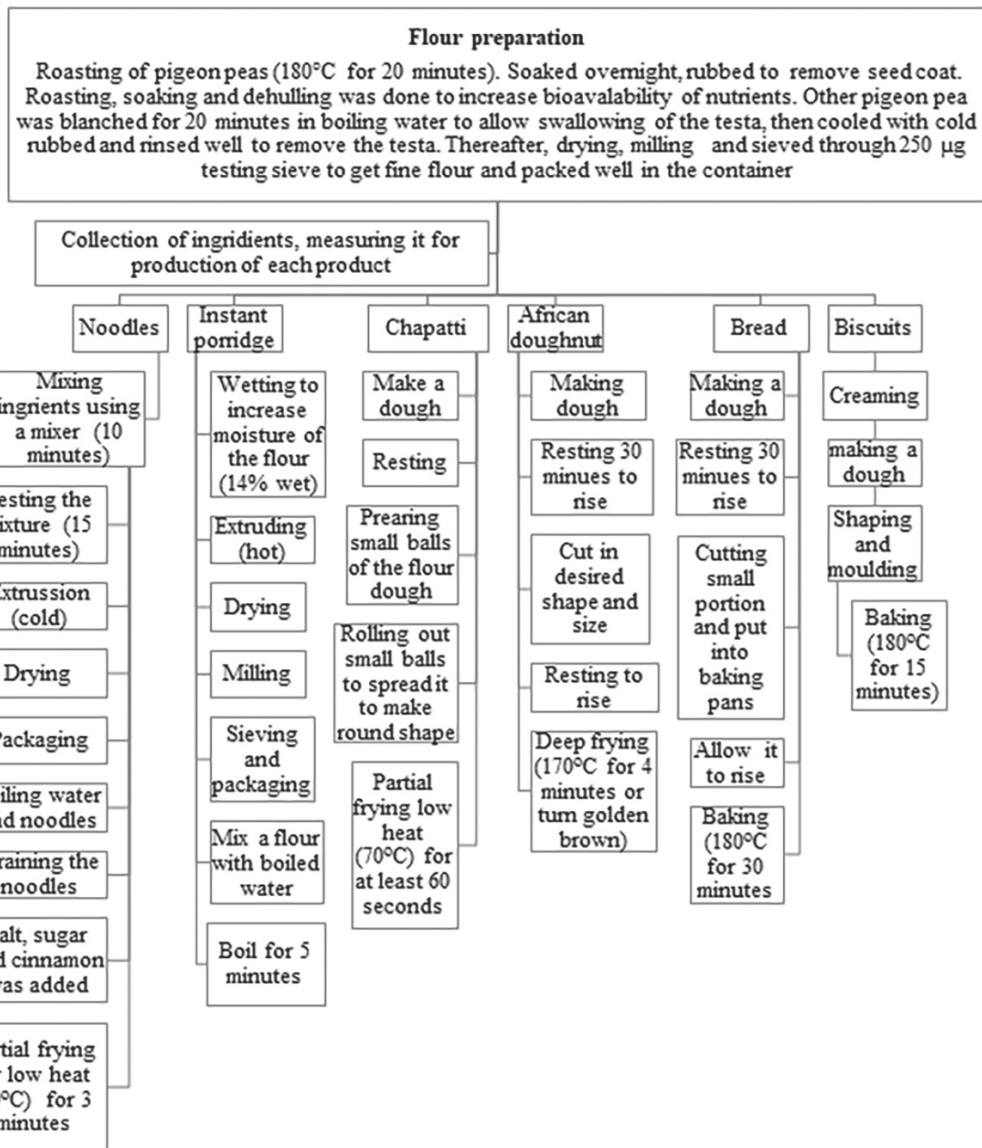 Flour preparation
Roasting of pigeon peas (180°C for 20 minutes). Soaked overnight, rubbed to remove seed coat.
Roasting, soaking and dehulling was done to increase bioavalability of nutrients. Other pigeon pea
was blanched for 20 minutes in boiling water to allow swallowing of the testa, then cooled with cold
rubbed and rinsed well to remove the testa. Thereafter, drying, milling and sieved through 250 µg
testing sieve to get fine flour and packed well in the container
Collection of ingridients, measuring it for
production of each product
Noodles
Mixing
ingrients using
a mixer (10
minutes)
esting the
ixture (15
minutes)
xtrussion
(cold)
Drying
ackaging
iling water
d noodles
raining the
noodles
alt, sugar
d cinnamon
as added
tial frying
low heat
°C) for 3
minutes
Instant
porridge
Wetting to
increase
moisture of
the flour
(14% wet)
Extruding
(hot)
Drying
Milling
Sieving
and
packaging
Mix a flour
with boiled
water
Boil for 5
minutes
Chapatti
Make a
dough
Resting
Prearing
small balls
of the flour
dough
Rolling out
small balls
to spread it
to make
round shape
Partial
frying low
heat
(70°C) for
at least 60
seconds
African
doughnut
Making
dough
Resting 30
minues to
rise
Cut in
desired
shape and
size
Resting to
rise
Deep frying
(170°C for 4
minutes or
turn golden
brown)
Bread
Making a
dough
Resting 30
minues to
rise
Cutting
small
portion
and put
into
baking
pans
Allow it
to rise
Baking
(180°C
for 30
minutes
Biscuits
Creaming
making a
dough
Shaping
and
moulding
Baking
(180°C
for 15
minutes)